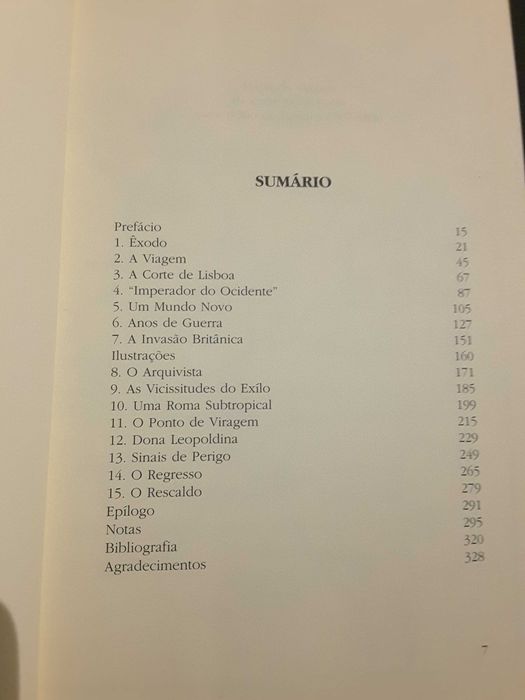 SUMÁRIO
Prefácio 15
1. Êxodo 21
2. A Viagem 45
3. A Corte de Lisboa 67
4. "Imperador do Ocidente" 87
5. Um Mundo Novo 105
6. Anos de Guerra 127
7. A Invasão Britânica 151
Ilustrações 160
8. O Arquivista 171
9. As Vicissitudes do Exílo 185
10. Uma Roma Subtropical 199
11. O Ponto de Viragem 215
12. Dona Leopoldina 229
13. Sinais de Perigo 249
14. O Regresso 265
15. O Rescaldo 279
Epílogo 291
Notas 295
Bibliografia 320
Agradecimentos 328
7